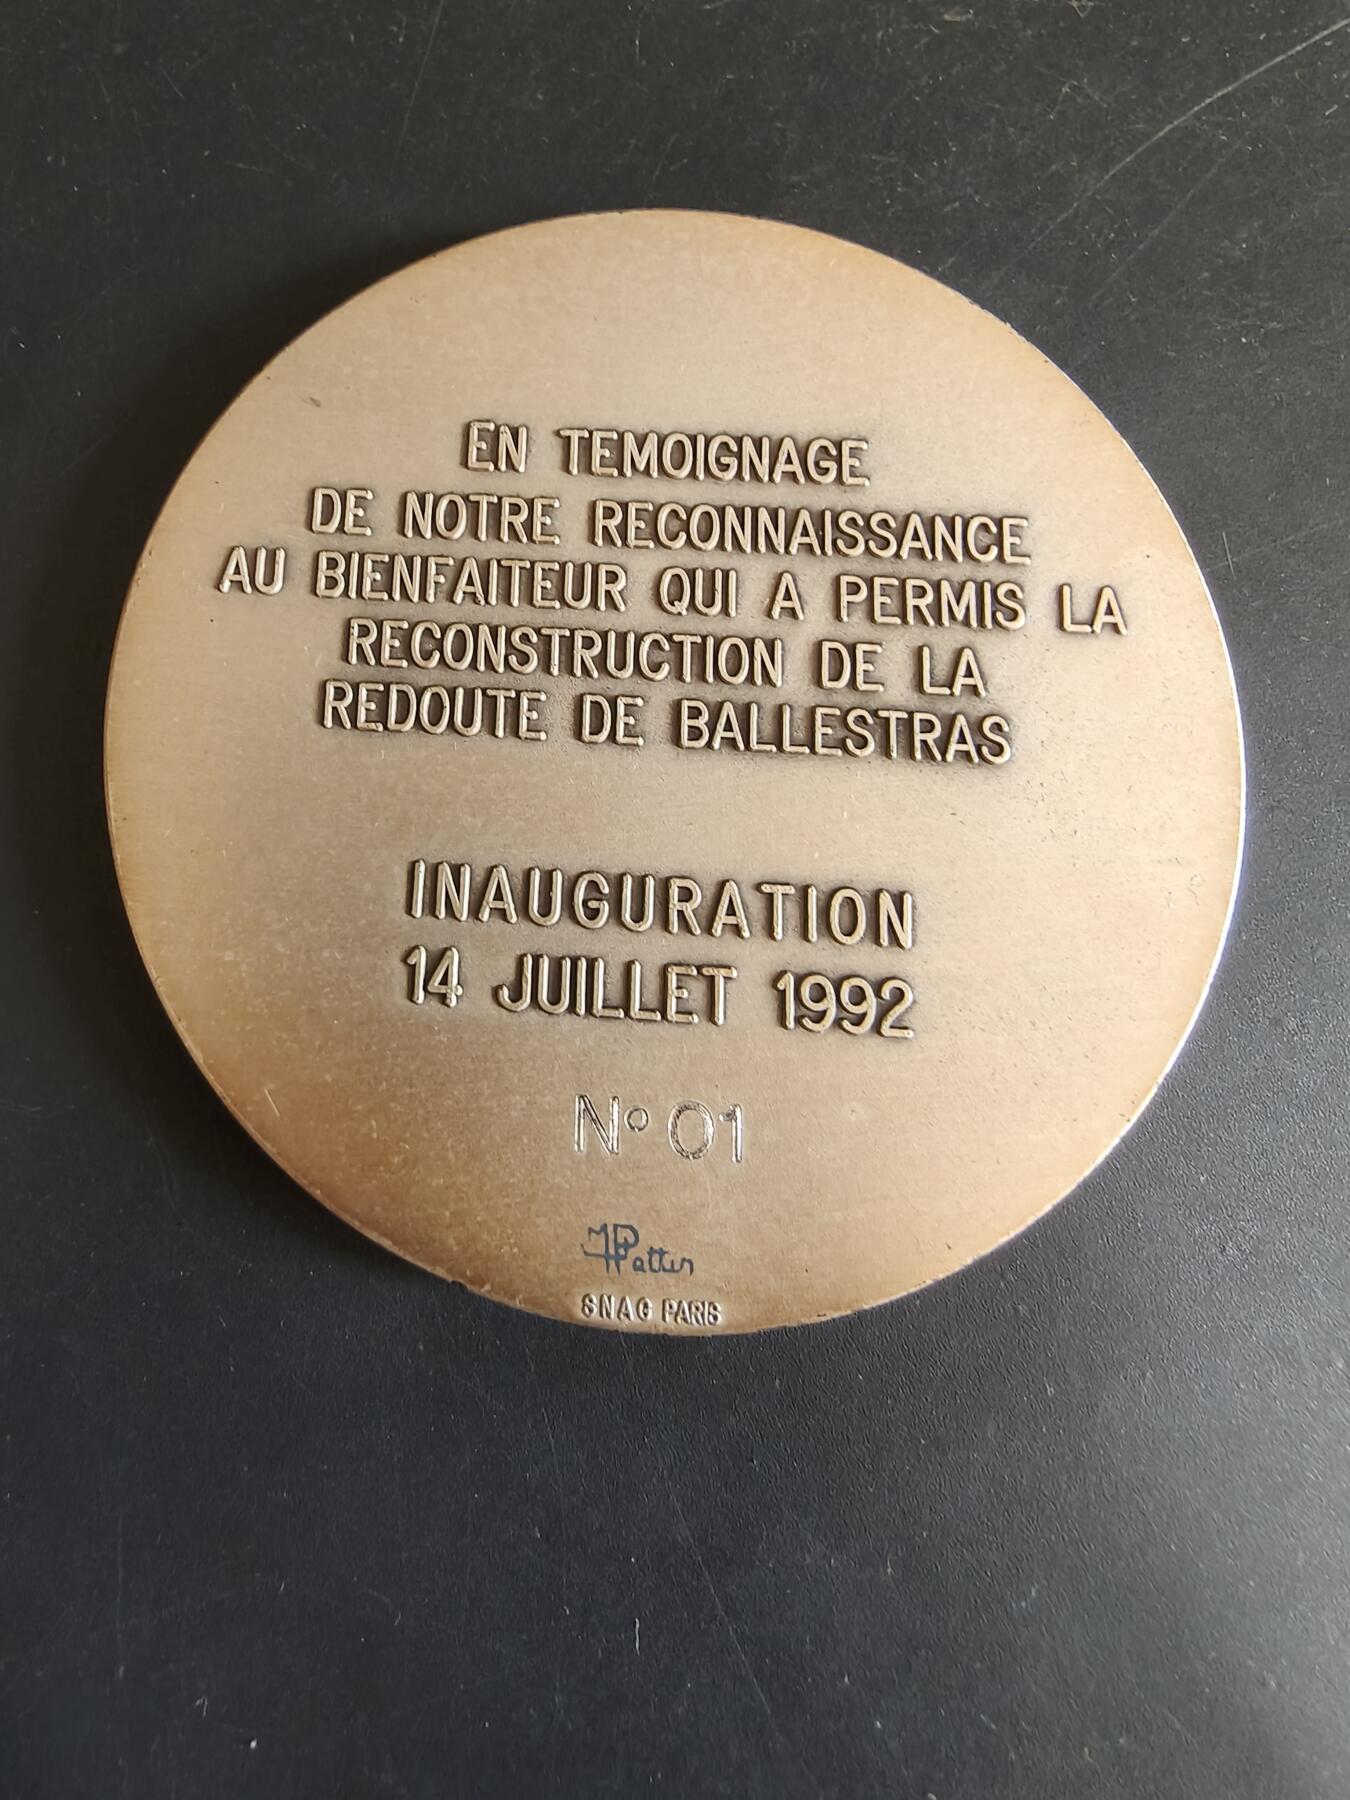 EN TEMOIGNAGE
DE NOTRE RECONNAISSANCE
AU BIENFAITEUR QUI A PERMIS LA
RECONSTRUCTION DE LA
REDOUTE DE BALLESTRAS
INAUGURATION
14 JUILLET 1992
N° 01
SNAG PARIS